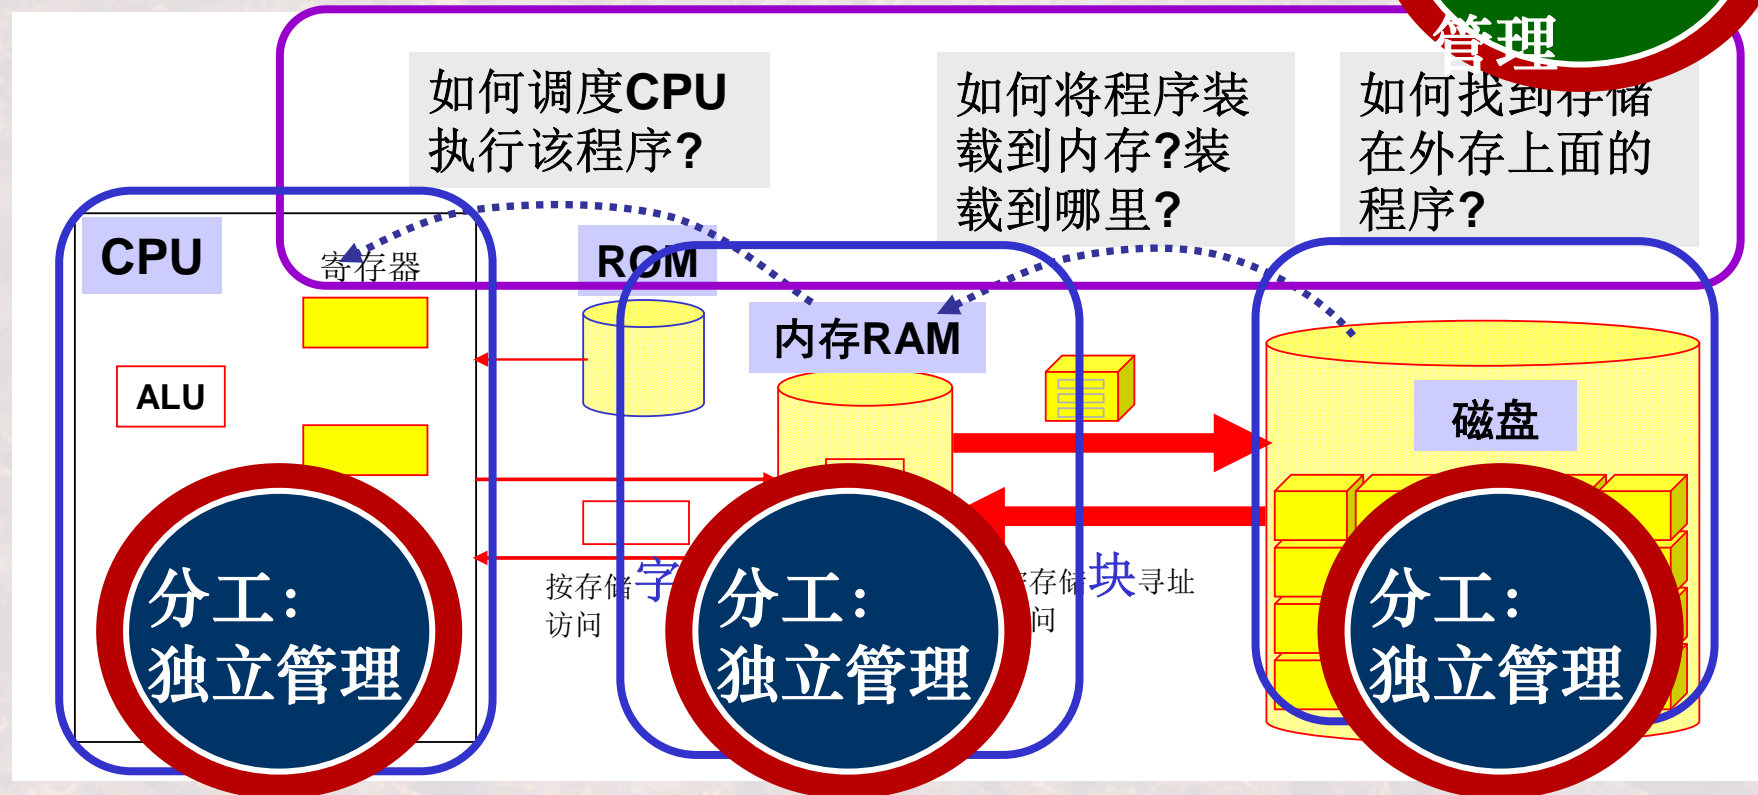 管理
如何调度CPU
执行该程序?
如何将程序装
载到内存?装
载到哪里?
如何找到存储
在外存上面的
程序?
CPU
寄存器
ROM
内存RAM
ALU
磁盘
按存储字
访问
存储块寻址
问
分工:
独立管理
分工:
独立管理
分工:
独立管理